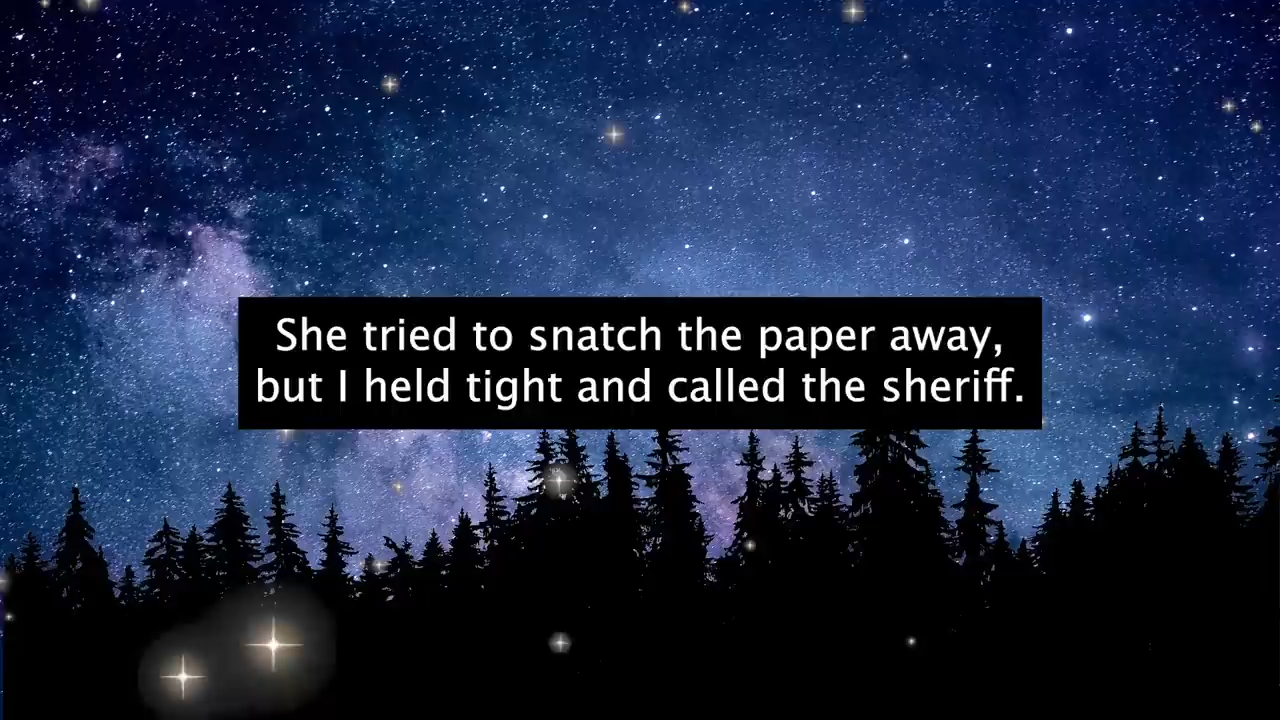 She tried to snatch the paper away,
but I held tight and called the sheriff.